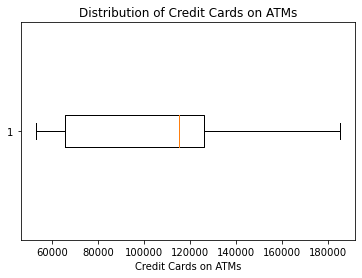 Distribution of Credit Cards on ATMs
1
60000 80000 100000 120000 140000 160000 180000
Credit Cards on ATMs